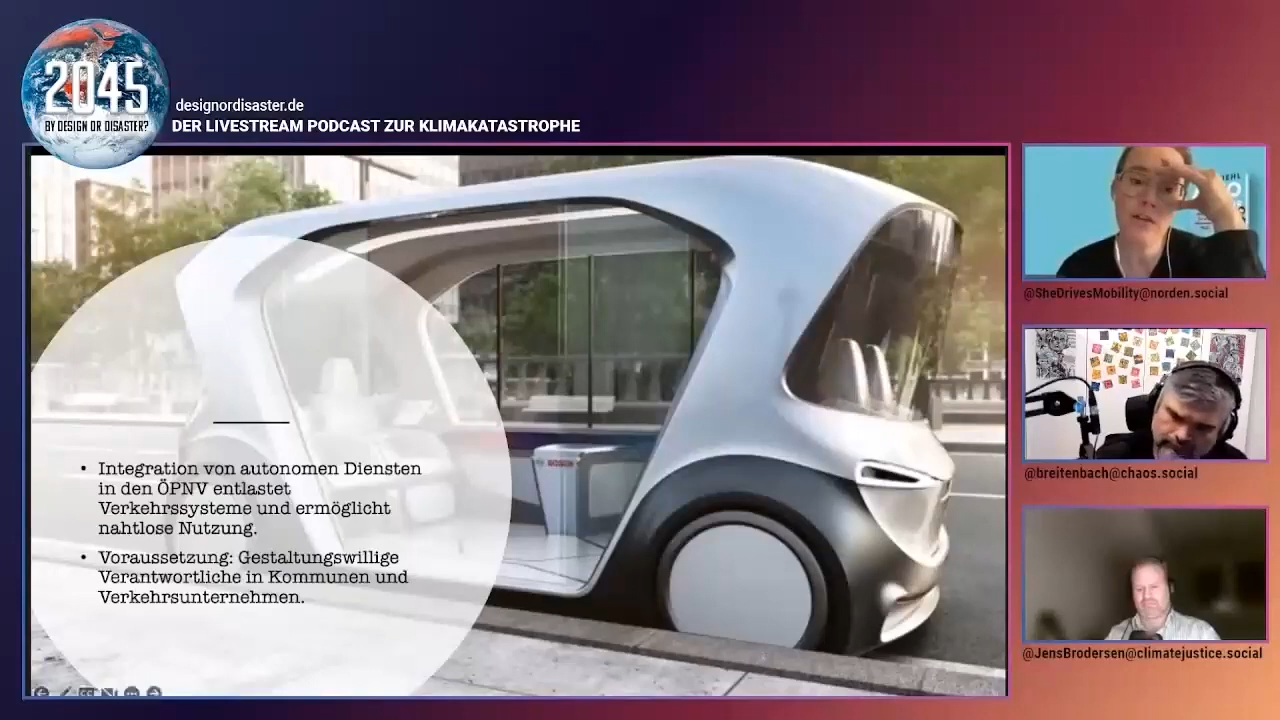 2045
BY DESIGN OR DISASTER?
designordisaster.de
DER LIVESTREAM PODCAST ZUR KLIMAKATASTROPHE
• Integration von autonomen Diensten
in den ÖPNV entlastet
Verkehrssysteme und ermöglicht
nahtlose Nutzung.
• Voraussetzung: Gestaltungswillige
Verantwortliche in Kommunen und
Verkehrsunternehmen.
BOSCH
@SheDrivesMobility@norden.social
@breitenbach@chaos.social
@JensBrodersen@climatejustice.social